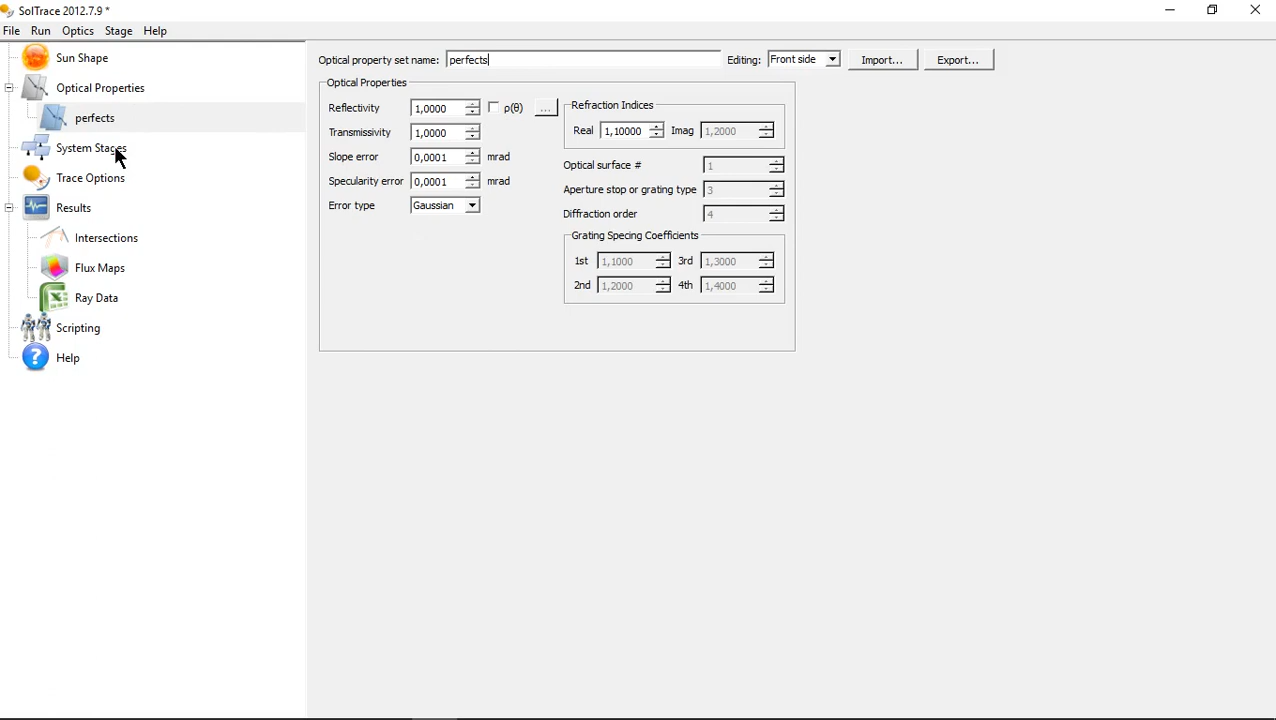 SolTrace 2012.7.9 *
File Run Optics Stage Help
Sun Shape
Optical Properties
perfects
System Stages
Trace Options
Results
Intersections
Flux Maps
Ray Data
Scripting
Help
Optical property set name: perfects Editing: Front side Import... Export...
Optical Properties
Reflectivity 1,0000 ρ(θ) ...
Transmissivity 1,0000
Slope error 0,0001 mrad
Specularity error 0,0001 mrad
Error type Gaussian
Refraction Indices
Real 1,10000 Imag 1,2000
Optical surface # 1
Aperture stop or grating type 3
Diffraction order 4
Grating Specing Coefficients
1st 1,1000 3rd 1,3000
2nd 1,2000 4th 1,4000